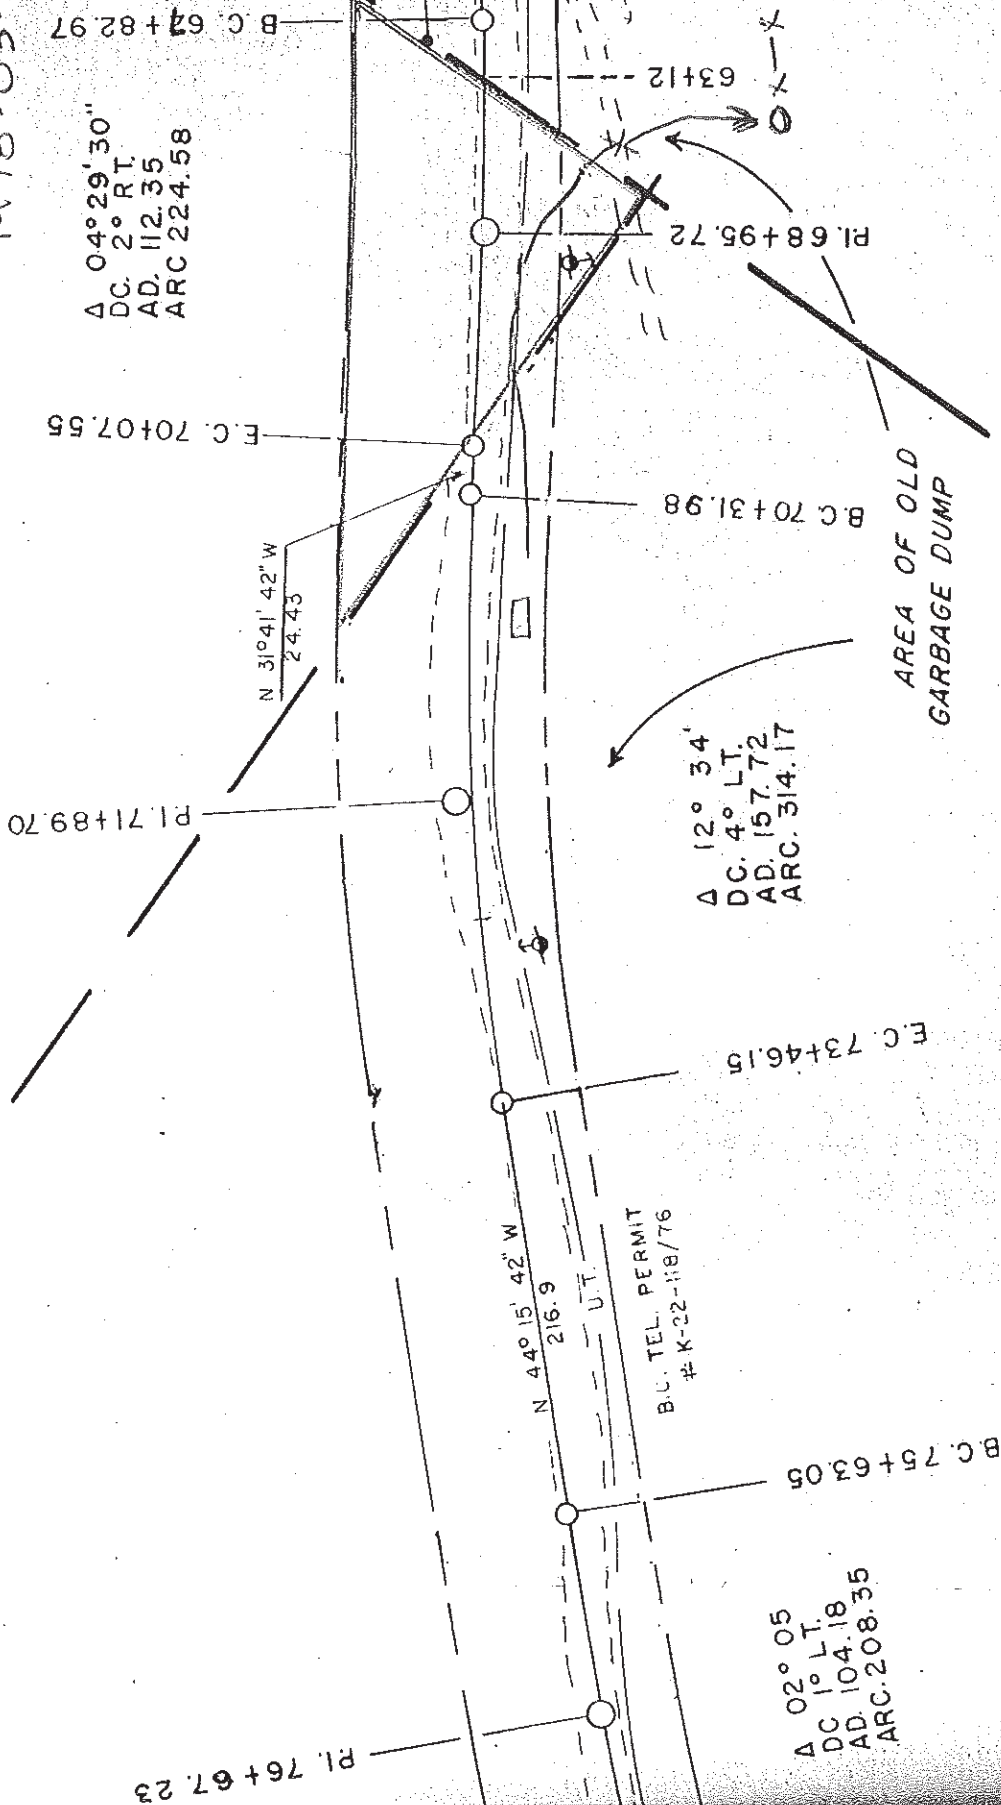 B.C. 67+82.97
Δ 04°29'30"
DC. 2° RT.
AD. 112.35
ARC 224.58
63+12
P.I. 68+95.72
E.C. 70+07.55
B.C. 70+31.98
N 31°41'42" W
24.43
AREA OF OLD
GARBAGE DUMP
P.I. 71+89.70
Δ 12° 34'
DC. 4° LT.
AD. 157.72
ARC. 314.17
E.C. 73+46.15
N 44° 15' 42" W
216.9
U.T.
B.C. TEL. PERMIT
# K-22-118/76
B.C. 75+63.05
Δ 02° 05
DC 1° LT.
AD. 104.18
ARC. 208.35
P.I. 76+67.23